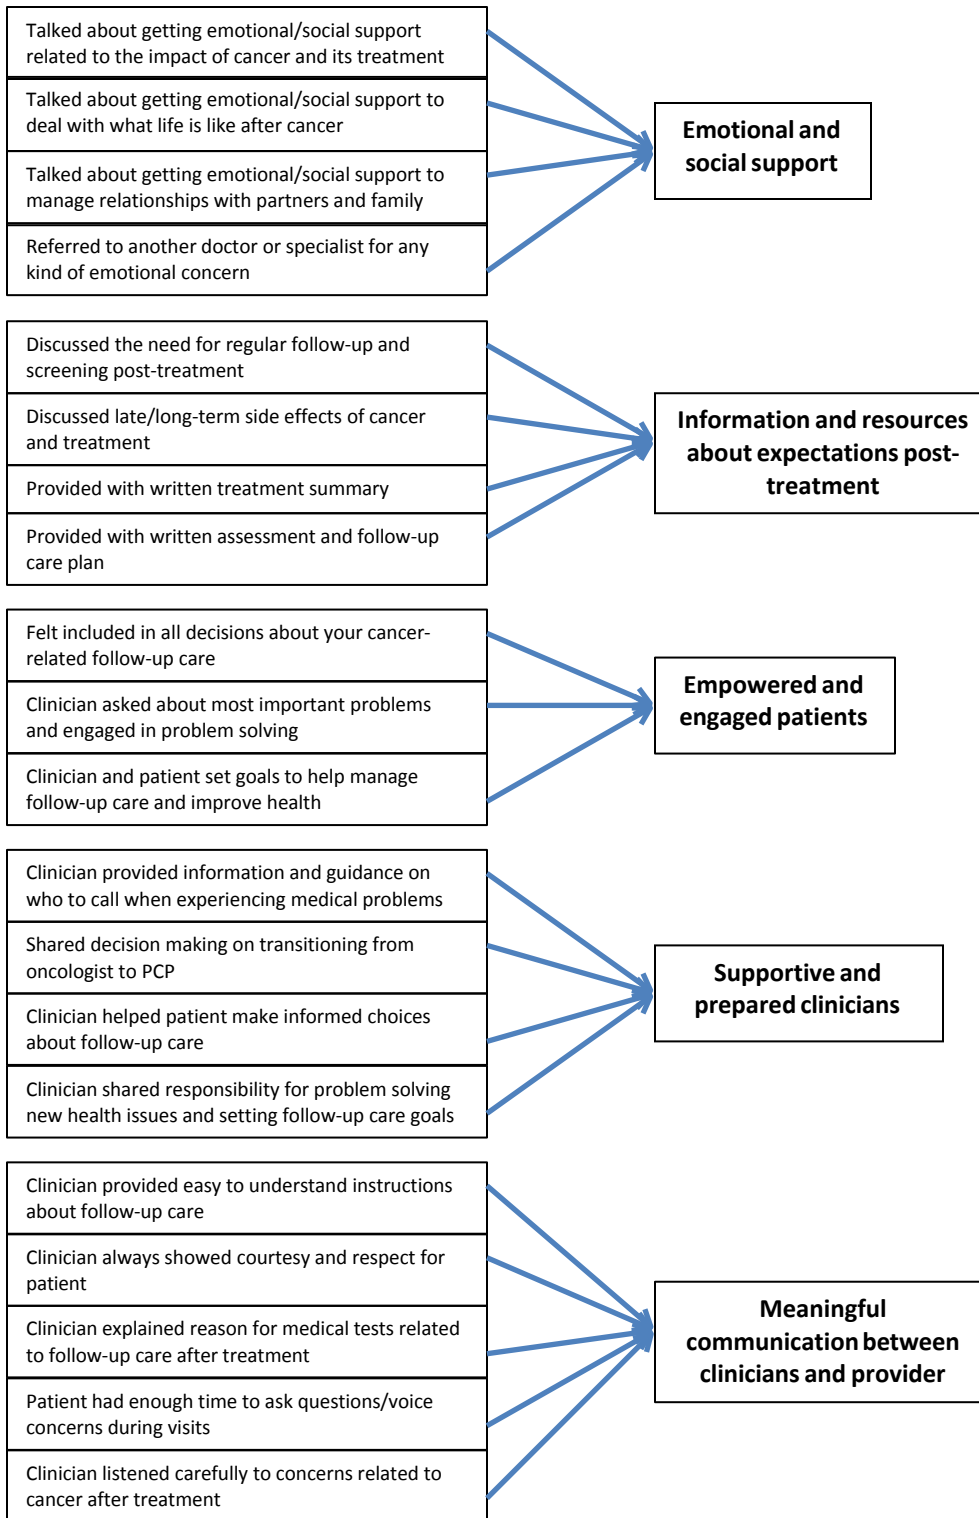 Talked about getting emotional/social support
related to the impact of cancer and its treatment
Talked about getting emotional/social support to
deal with what life is like after cancer
Talked about getting emotional/social support to
manage relationships with partners and family
Referred to another doctor or specialist for any
kind of emotional concern
Emotional and
social support
Discussed the need for regular follow-up and
screening post-treatment
Discussed late/long-term side effects of cancer
and treatment
Provided with written treatment summary
Provided with written assessment and follow-up
care plan
Information and resources
about expectations post-
treatment
Felt included in all decisions about your cancer-
related follow-up care
Clinician asked about most important problems
and engaged in problem solving
Clinician and patient set goals to help manage
follow-up care and improve health
Empowered and
engaged patients
Clinician provided information and guidance on
who to call when experiencing medical problems
Shared decision making on transitioning from
oncologist to PCP
Clinician helped patient make informed choices
about follow-up care
Clinician shared responsibility for problem solving
new health issues and setting follow-up care goals
Supportive and
prepared clinicians
Clinician provided easy to understand instructions
about follow-up care
Clinician always showed courtesy and respect for
patient
Clinician explained reason for medical tests related
to follow-up care after treatment
Patient had enough time to ask questions/voice
concerns during visits
Clinician listened carefully to concerns related to
cancer after treatment
Meaningful
communication between
clinicians and provider